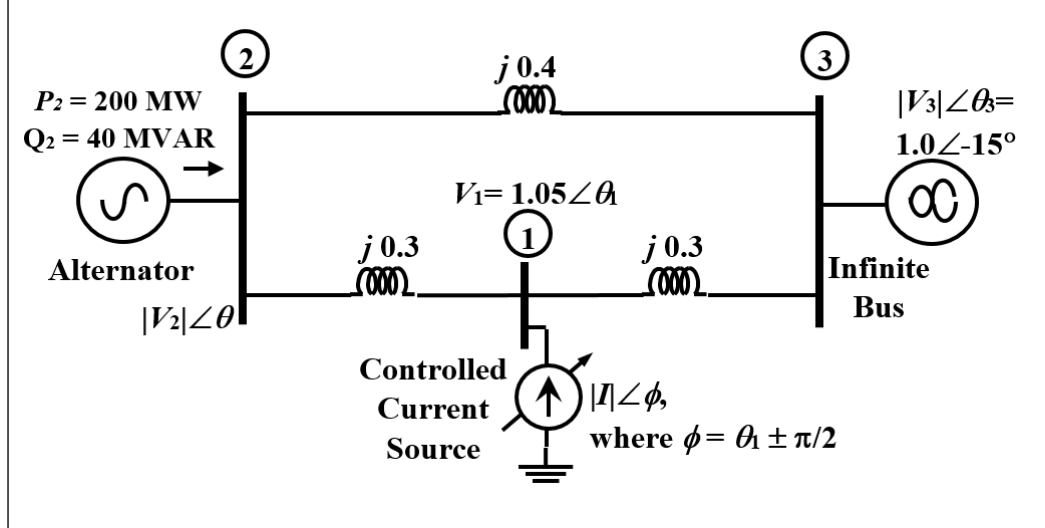 2
3
j 0.4
P2 = 200 MW
Q2 = 40 MVAR
|V3|∠θ3=
1.0∠-15°
V1= 1.05∠θ1
1
j 0.3
j 0.3
Alternator
Infinite
Bus
|V2|∠θ
Controlled
Current
Source
|I|∠ϕ,
where ϕ = θ1 ± π/2